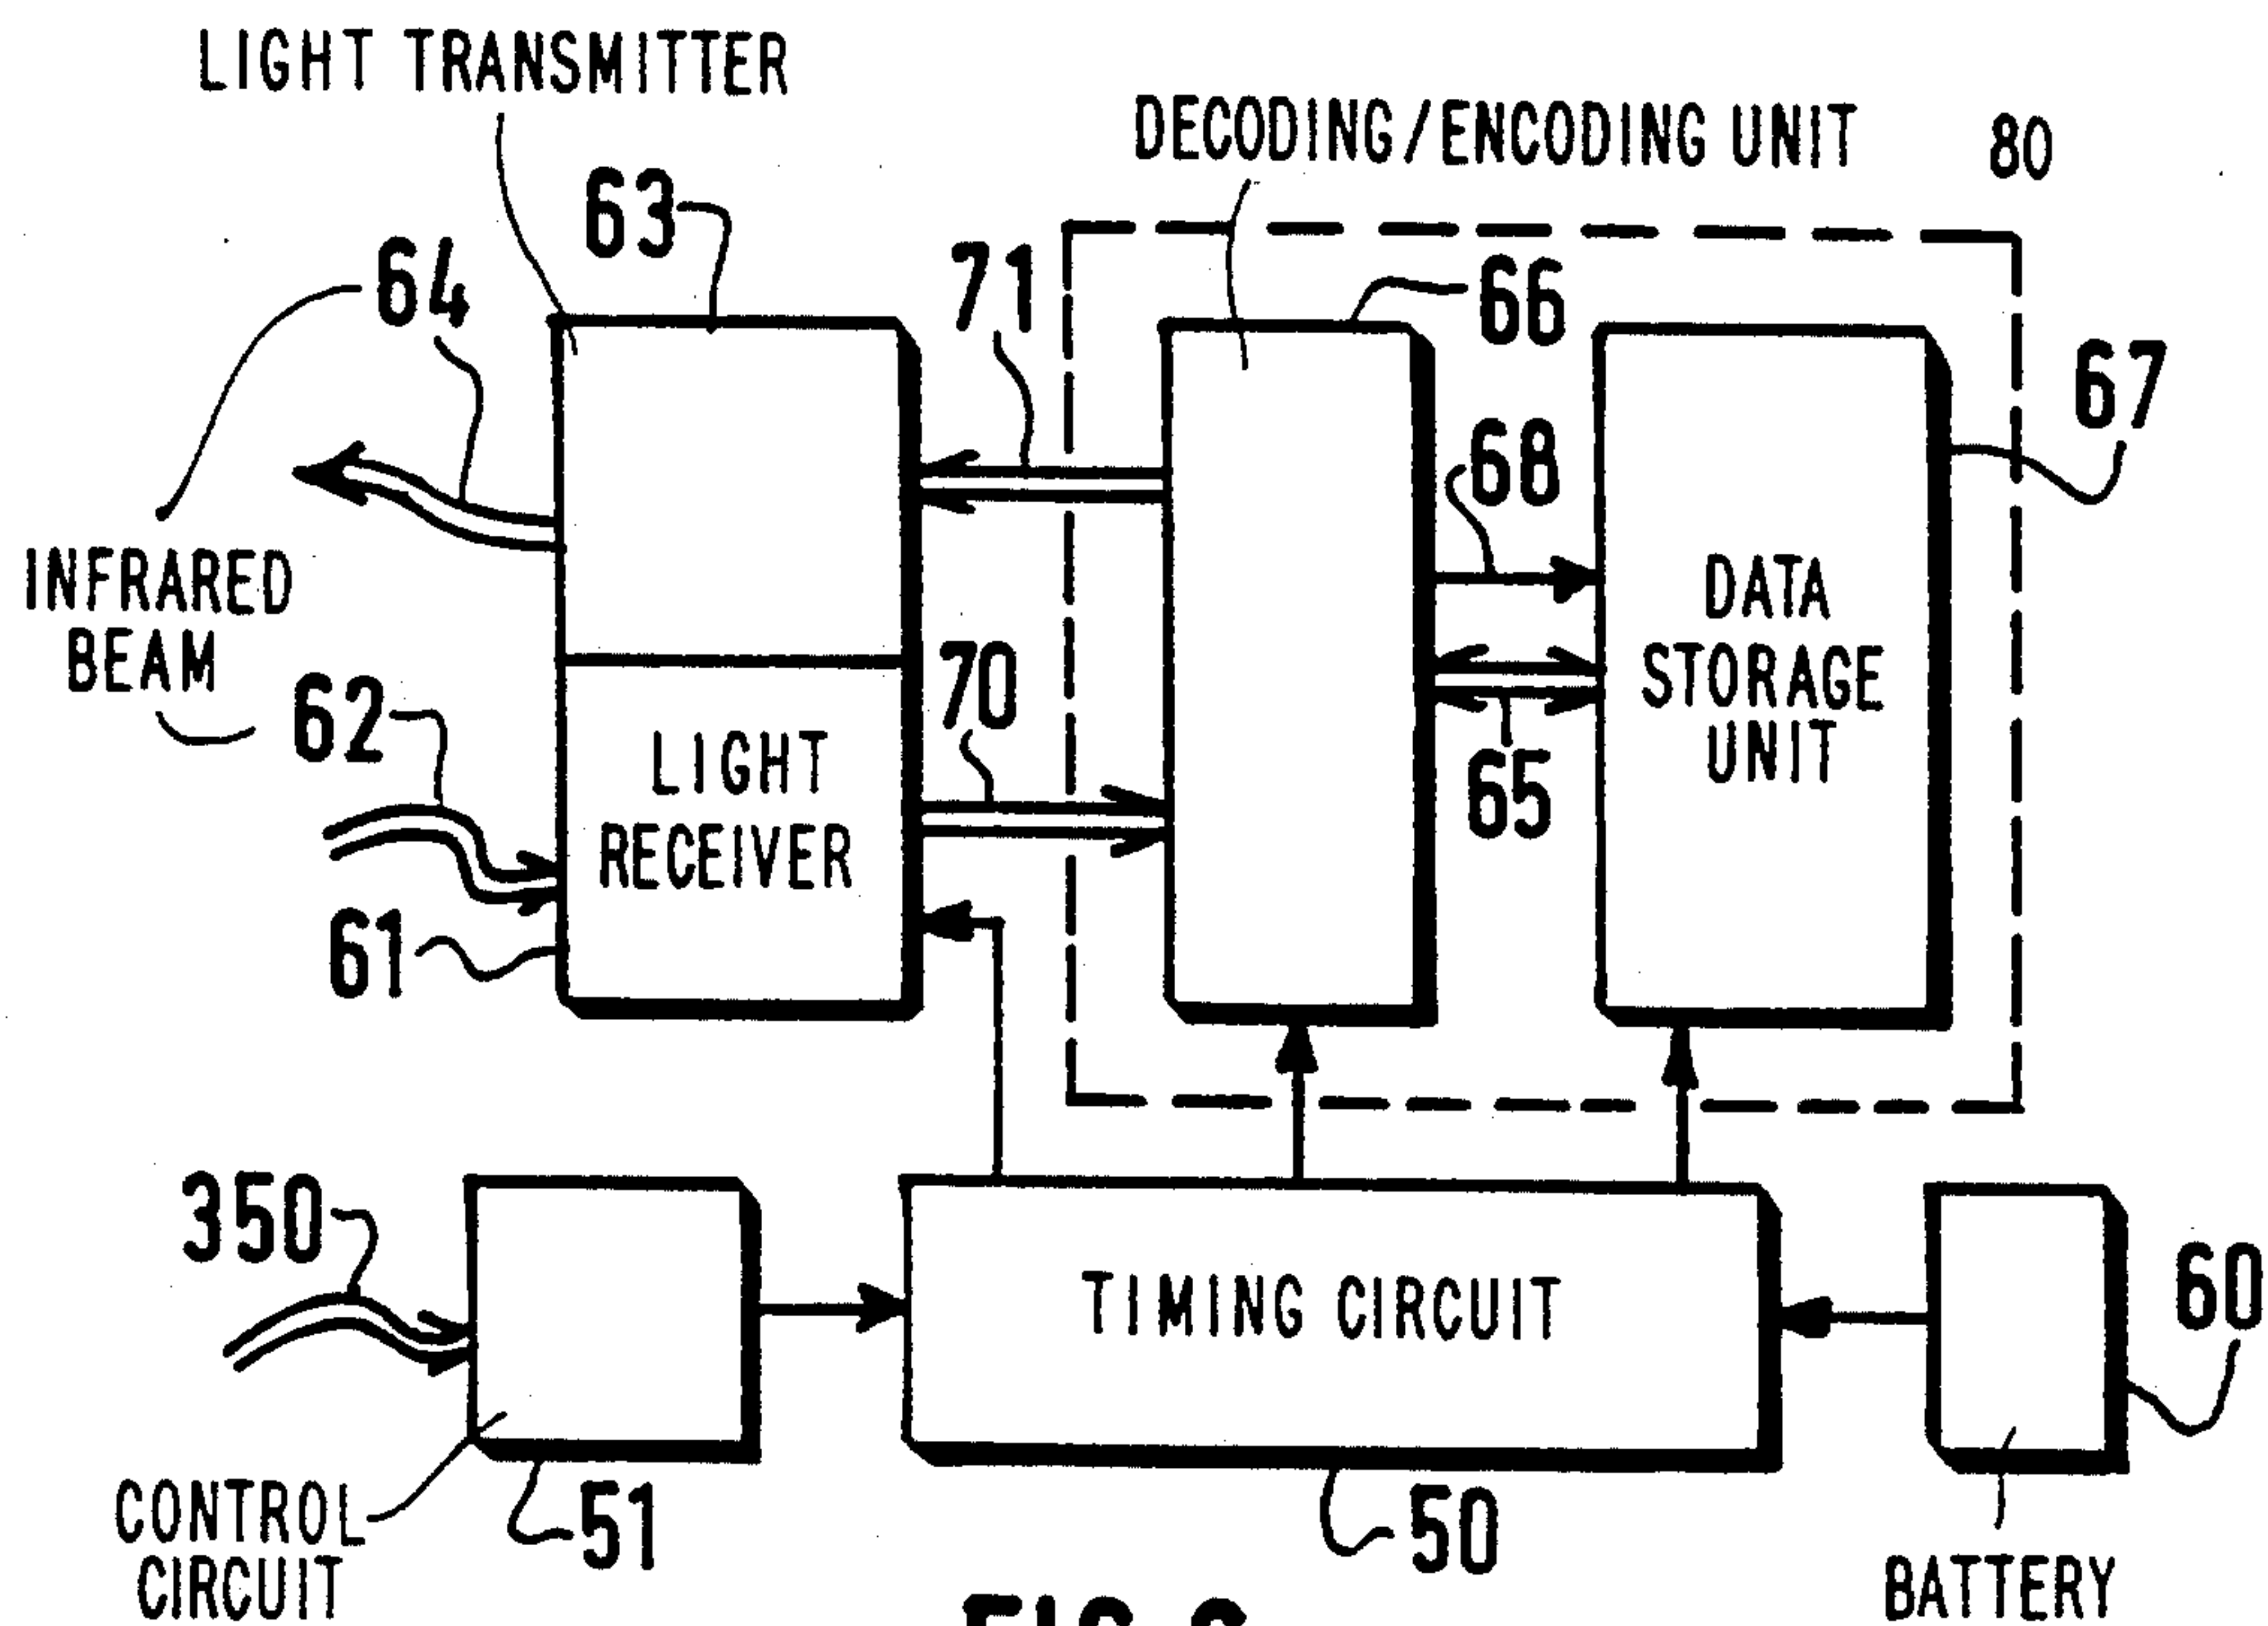 LIGHT TRANSMITTER
DECODING/ENCODING UNIT
80
63
64
71
66
67
68
INFRARED
BEAM
62
70
DATA
STORAGE
UNIT
LIGHT
RECEIVER
65
61
350
TIMING CIRCUIT
60
CONTROL
CIRCUIT
51
50
BATTERY